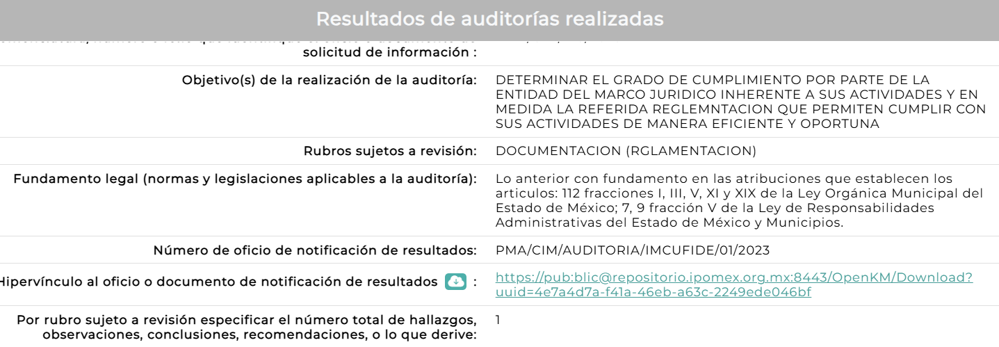 Resultados de auditorías realizadas
solicitud de información :
Objetivo(s) de la realización de la auditoría:
DETERMINAR EL GRADO DE CUMPLIMIENTO POR PARTE DE LA
ENTIDAD DEL MARCO JURIDICO INHERENTE A SUS ACTIVIDADES Y EN
MEDIDA LA REFERIDA REGLEMNTACION QUE PERMITEN CUMPLIR CON
SUS ACTIVIDADES DE MANERA EFICIENTE Y OPORTUNA
Rubros sujetos a revisión:
DOCUMENTACION (RGLAMENTACION)
Fundamento legal (normas y legislaciones aplicables a la auditoría):
Lo anterior con fundamento en las atribuciones que establecen los
articulos: 112 fracciones I, III, V, XI y XIX de la Ley Orgánica Municipal del
Estado de México; 7, 9 fracción V de la Ley de Responsabilidades
Administrativas del Estado de México y Municipios.
Número de oficio de notificación de resultados:
PMA/CIM/AUDITORIA/IMCUFIDE/01/2023
Hipervínculo al oficio o documento de notificación de resultados :
https://pub:blic@repositorio.ipomex.org.mx:8443/OpenKM/Download?
uuid=4e7a4d7a-f41a-46eb-a63c-2249ede046bf
Por rubro sujeto a revisión especificar el número total de hallazgos,
observaciones, conclusiones, recomendaciones, o lo que derive:
1